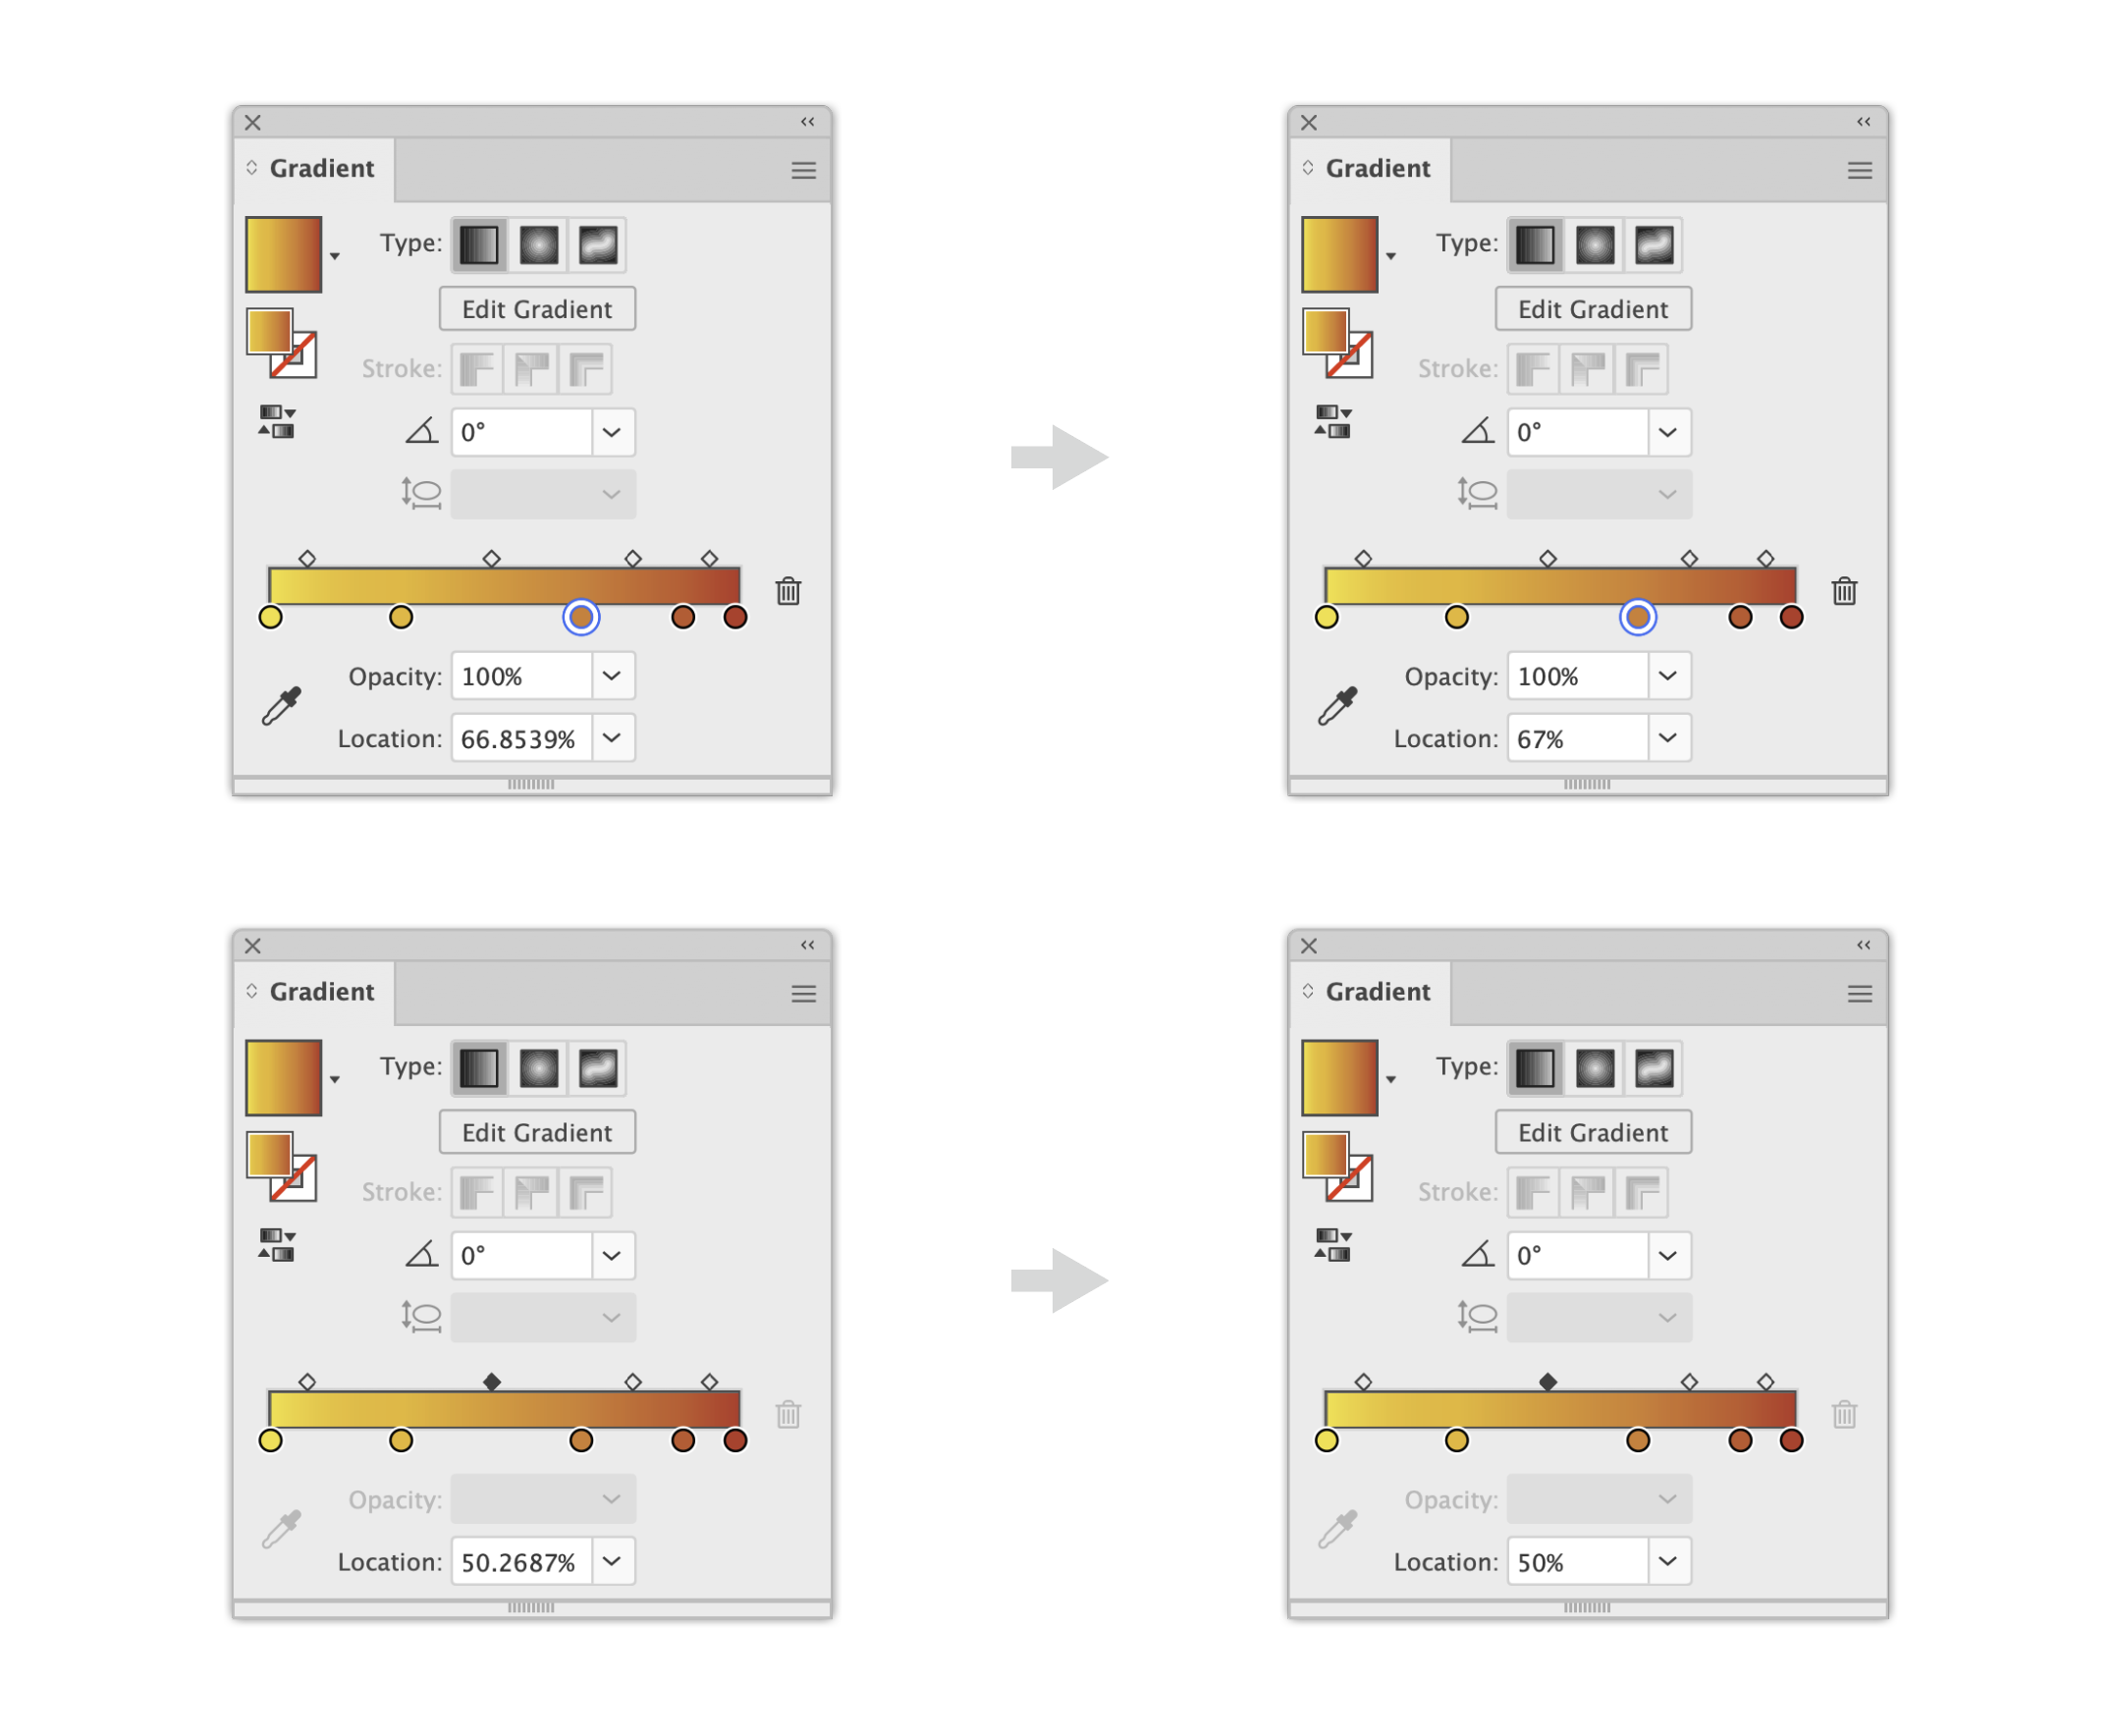 Gradient
Type:
Edit Gradient
Stroke:
0°
Opacity: 100%
Location: 66.8539%
Gradient
Type:
Edit Gradient
Stroke:
0°
Opacity: 100%
Location: 67%
Gradient
Type:
Edit Gradient
Stroke:
0°
Opacity:
Location: 50.2687%
Gradient
Type:
Edit Gradient
Stroke:
0°
Opacity:
Location: 50%